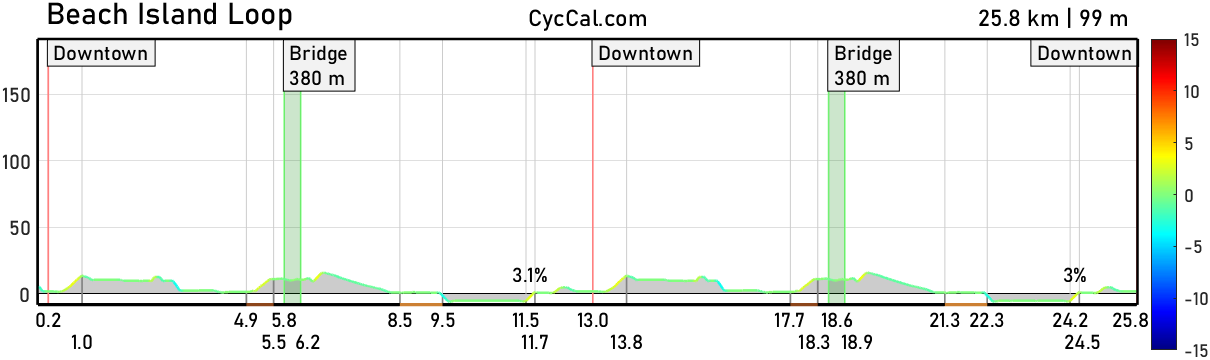 Beach Island Loop
CycCal.com
25.8 km | 99 m
Downtown
Bridge
380 m
Downtown
Bridge
380 m
Downtown
150
100
50
0
3.1%
3%
0.2 4.9 5.8 8.5 9.5 11.5 13.0 17.7 18.6 21.3 22.3 24.2 25.8
1.0 5.5 6.2 11.7 13.8 18.3 18.9 24.5
15
10
5
0
-5
-10
-15